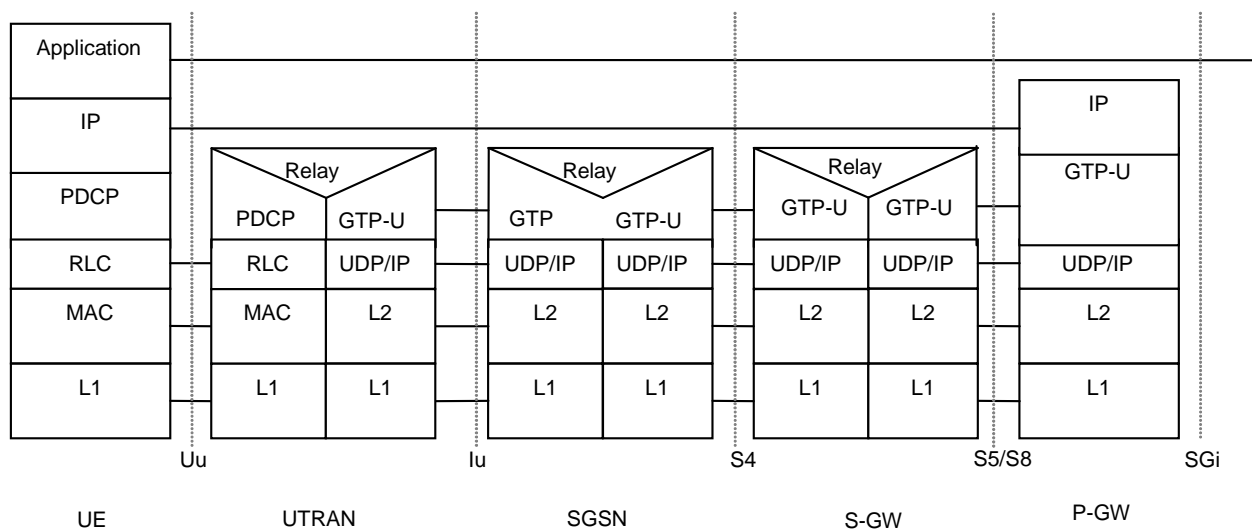 Application
IP
PDCP
RLC
MAC
L1
Relay
PDCP GTP-U
RLC UDP/IP
MAC L2
L1 L1
Relay
GTP GTP-U
UDP/IP UDP/IP
L2 L2
L1 L1
Relay
GTP-U GTP-U
UDP/IP UDP/IP
L2 L2
L1 L1
IP
GTP-U
UDP/IP
L2
L1
Uu Iu S4 S5/S8 SGi
UE UTRAN SGSN S-GW P-GW